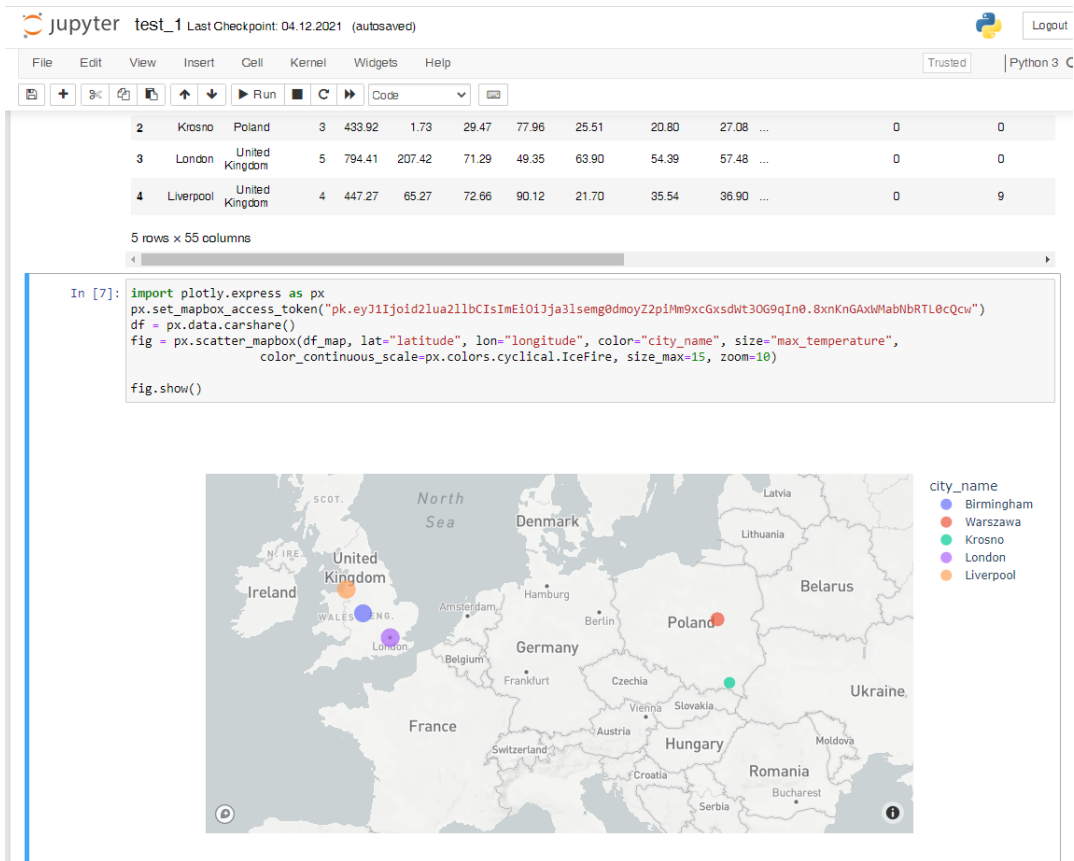 jupyter test_1 Last Checkpoint: 04.12.2021 (autosaved)
Logout
File Edit View Insert Cell Kernel Widgets Help
Trusted
Python 3
Run
Code
2 Krosno Poland 3 433.92 1.73 29.47 77.96 25.51 20.80 27.08 ... 0 0
3 London United Kingdom 5 794.41 207.42 71.29 49.35 63.90 54.39 57.48 ... 0 0
4 Liverpool United Kingdom 4 447.27 65.27 72.66 90.12 21.70 35.54 36.90 ... 0 9
5 rows × 55 columns
In [7]: import plotly.express as px
px.set_mapbox_access_token("pk.eyJ1Ijoid2lua2llbCIsImEiOiJja3lsemg0dmoyZ2piMm9xcGxsdWt3OG9qIn0.8xnKnGAxWMabNbRTL0cQcw")
df = px.data.carshare()
fig = px.scatter_mapbox(df_map, lat="latitude", lon="longitude", color="city_name", size="max_temperature",
color_continuous_scale=px.colors.cyclical.IceFire, size_max=15, zoom=10)
fig.show()
city_name
Birmingham
Warszawa
Krosno
London
Liverpool
SCOT.
North
Sea
Denmark
Latvia
Lithuania
N. IRE.
United
Kingdom
Ireland
Hamburg
Belarus
WALES
ENG.
Amsterdam
Berlin
Poland
London
Germany
Belgium
Frankfurt
Czechia
Ukraine
Vienna
Slovakia
France
Austria
Switzerland
Hungary
Moldova
Croatia
Romania
Bucharest
Serbia